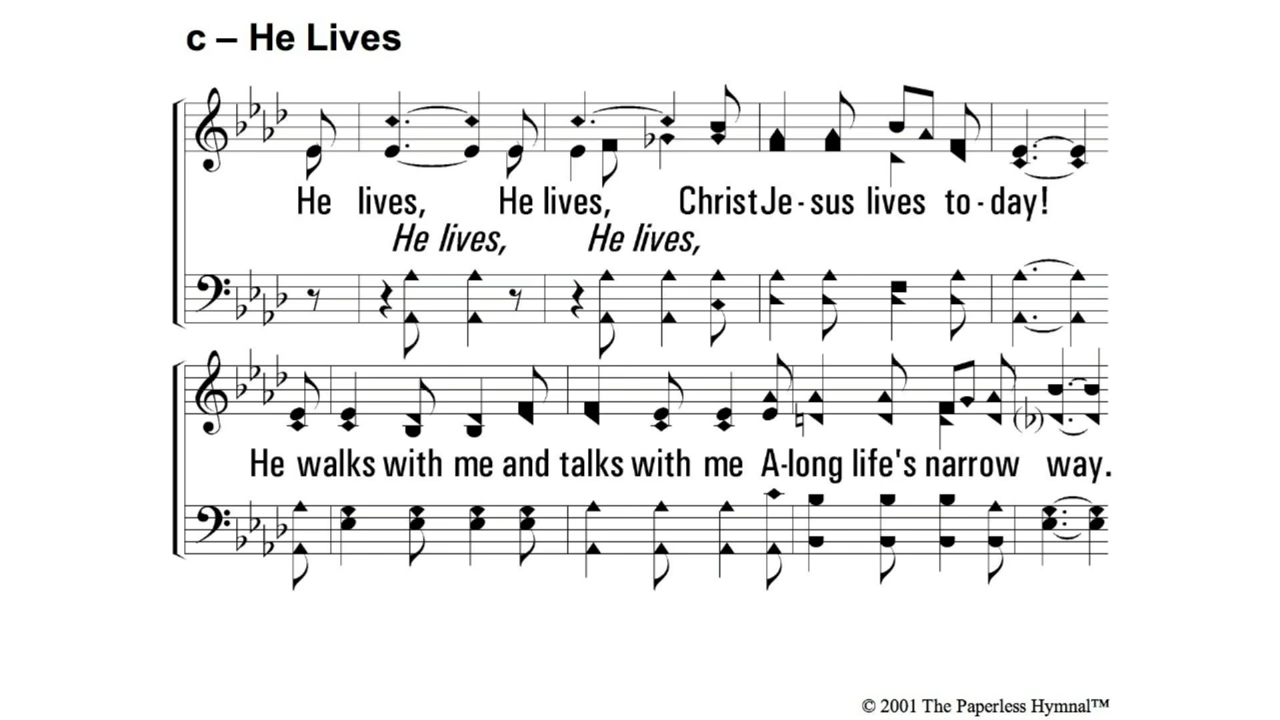 c – He Lives
He lives, He lives, Christ Je - sus lives to - day!
He lives, He lives,
He walks with me and talks with me A-long life's narrow way.
© 2001 The Paperless Hymnal™